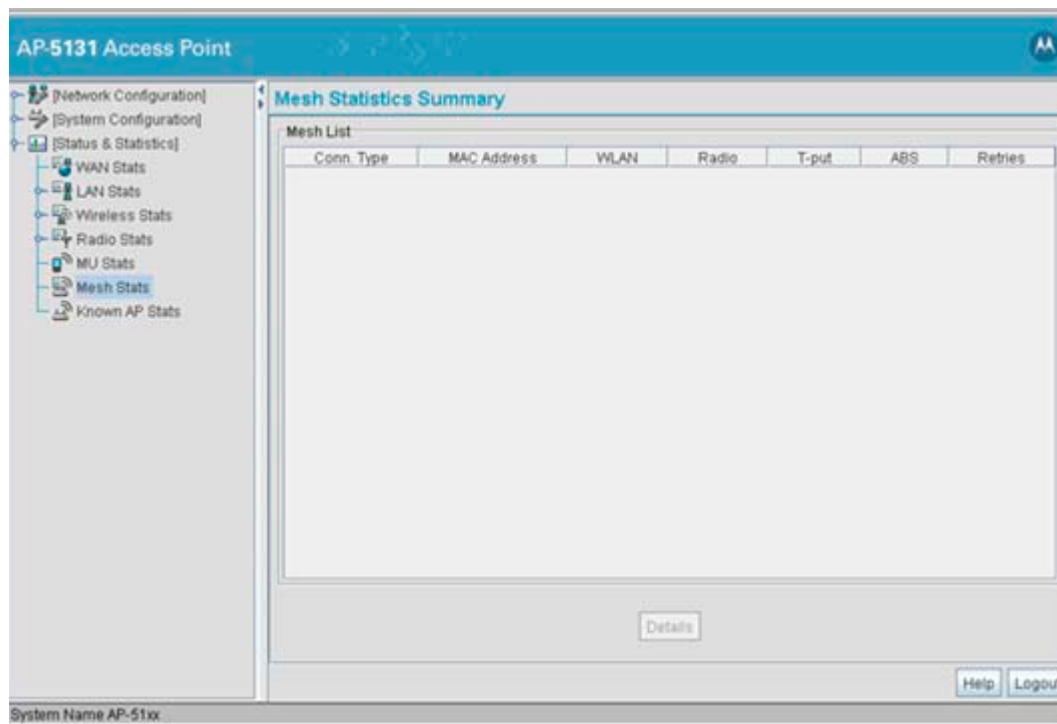 AP-5131 Access Point
[Network Configuration]
[System Configuration]
[Status & Statistics]
WAN Stats
LAN Stats
Wireless Stats
Radio Stats
MU Stats
Mesh Stats
Known AP Stats
Mesh Statistics Summary
Mesh List
Conn. Type MAC Address WLAN Radio T-put ABS Retries
Details
Help Logou
System Name AP-51xx